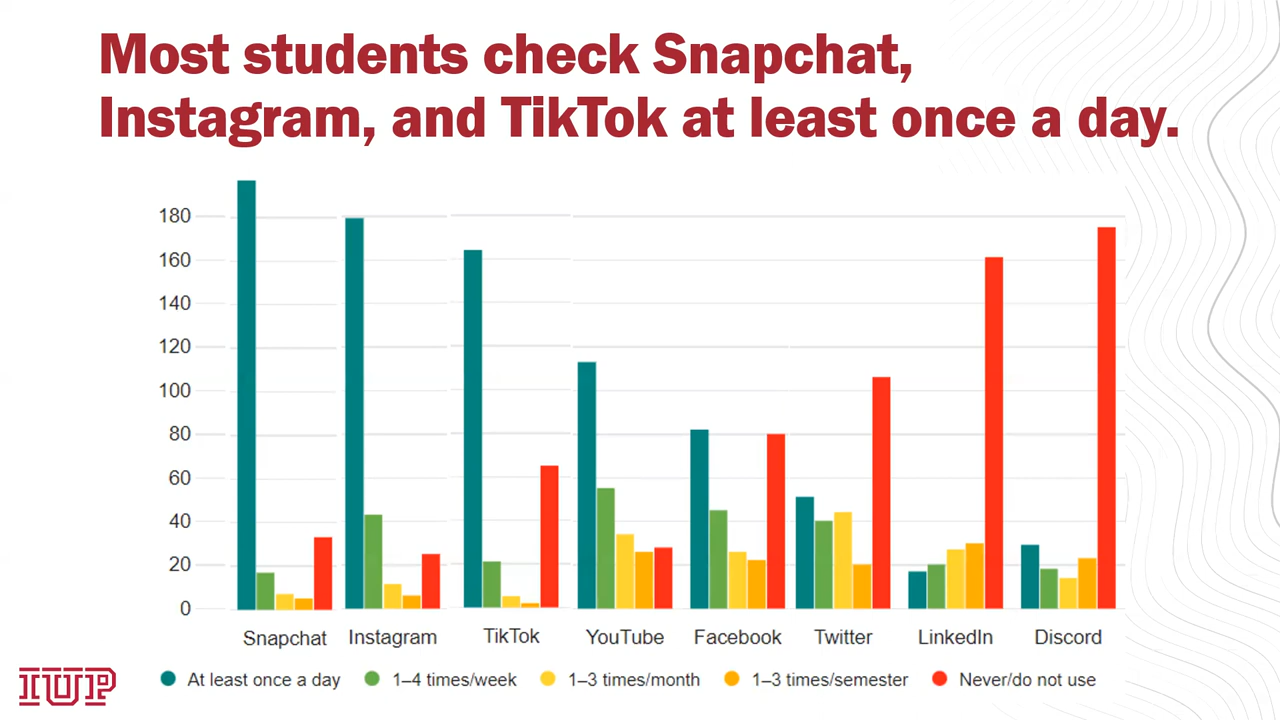 Most students check Snapchat,
Instagram, and TikTok at least once a day.
180
160
140
120
100
80
60
40
20
0
Snapchat Instagram TikTok YouTube Facebook Twitter LinkedIn Discord
At least once a day 1–4 times/week 1–3 times/month 1–3 times/semester Never/do not use
IUP